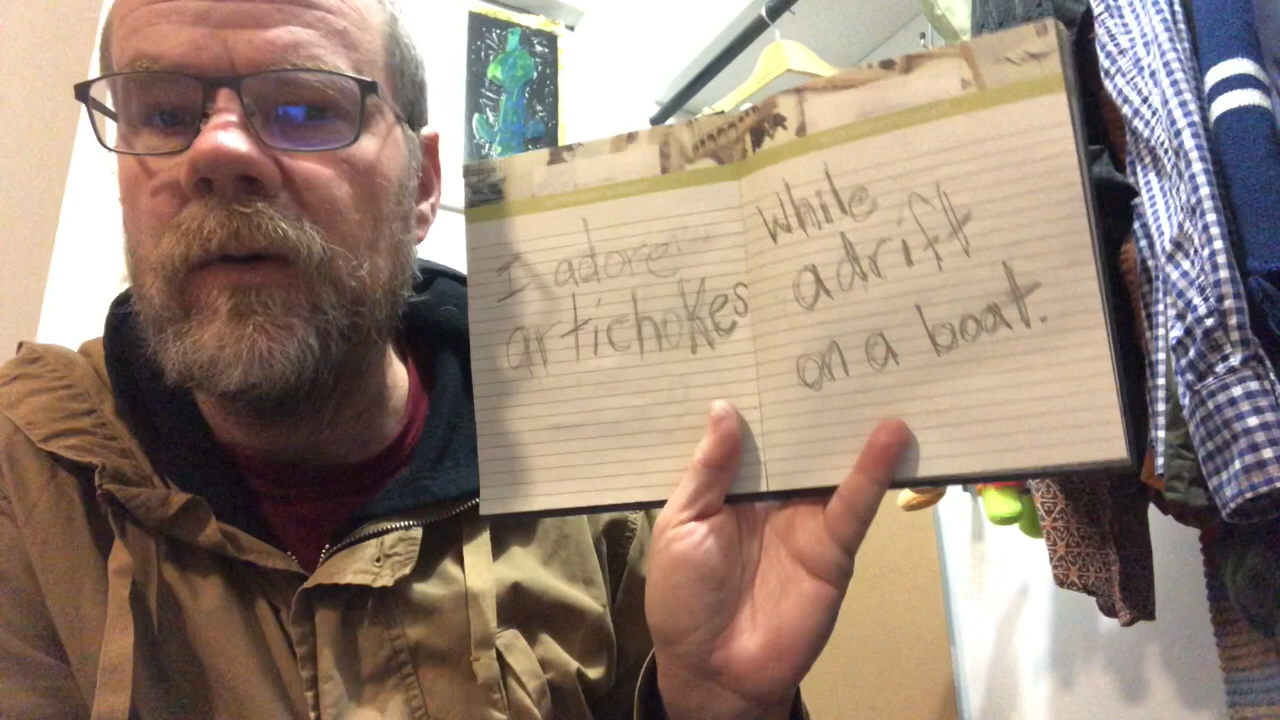 I adore
artichokes
While
adrift
on a boat.